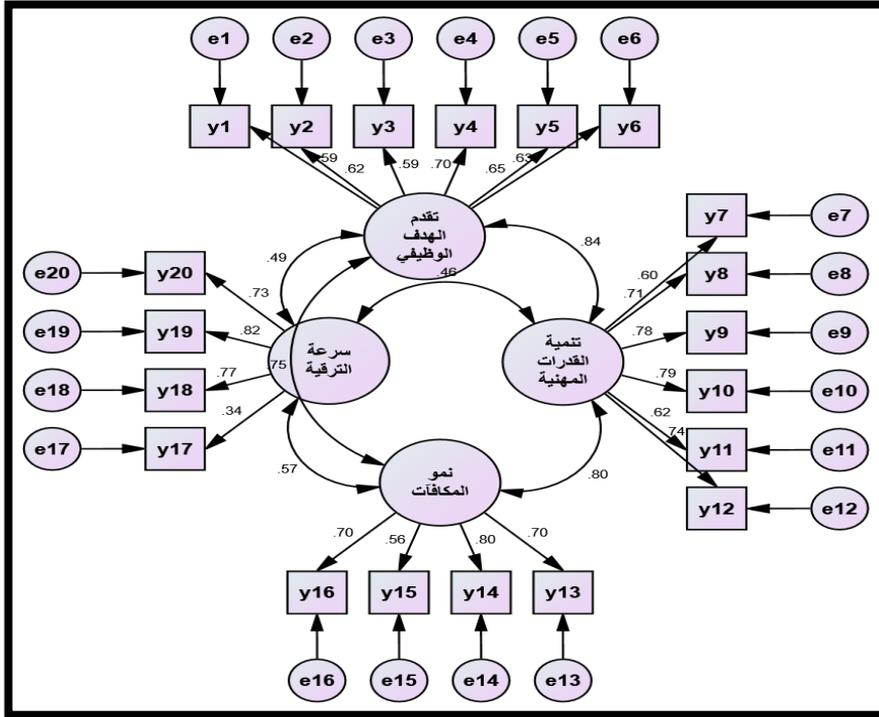 e1 e2 e3 e4 e5 e6
y1 y2 y3 y4 y5 y6
.59 .62 .59 .70 .65 .63
تقدم
الهدف
الوظيفي
.49 .84
.46
y7 e7
.60
y8 e8
.71
y9 e9
.78
y10 e10
.79
y11 e11
.62
y12 e12
.74
تنمية
القدرات
المهنية
e20 y20 .73
e19 y19 .82
e18 y18 .77
e17 y17 .34
سرعة
الترقية
.75
.57 .80
نمو
المكافآت
.70 .56 .80 .70
y16 y15 y14 y13
e16 e15 e14 e13